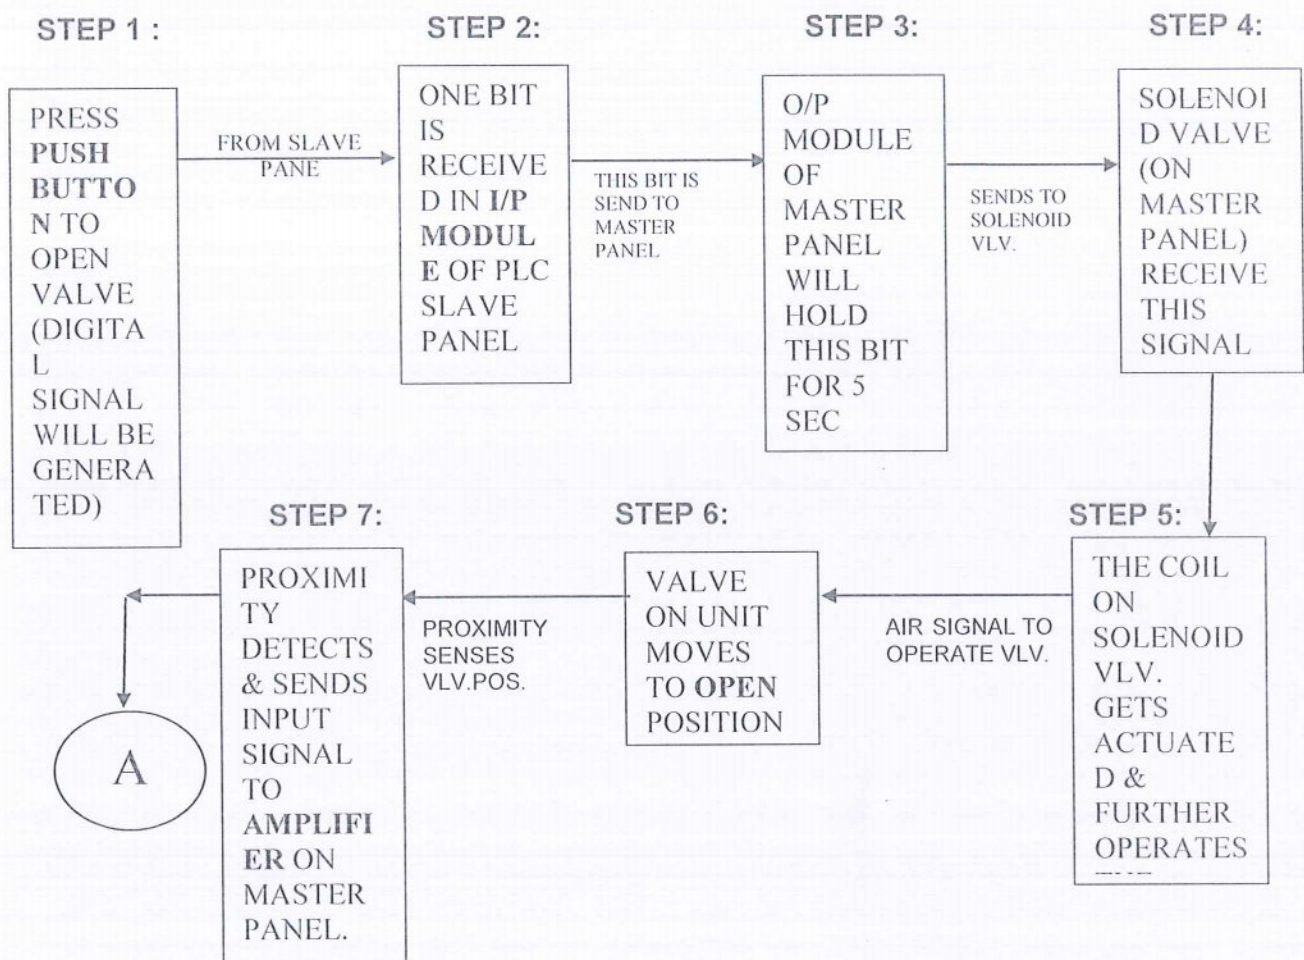 STEP 1 :
PRESS
PUSH
BUTTO
N TO
OPEN
VALVE
(DIGITA
L
SIGNAL
WILL BE
GENERA
TED)
FROM SLAVE
PANE
STEP 2:
ONE BIT
IS
RECEIVE
D IN I/P
MODUL
E OF PLC
SLAVE
PANEL
THIS BIT IS
SEND TO
MASTER
PANEL
STEP 3:
O/P
MODULE
OF
MASTER
PANEL
WILL
HOLD
THIS BIT
FOR 5
SEC
SENDS TO
SOLENOID
VLV.
STEP 4:
SOLENOI
D VALVE
(ON
MASTER
PANEL)
RECEIVE
THIS
SIGNAL
STEP 5:
THE COIL
ON
SOLENOID
VLV.
GETS
ACTUATE
D &
FURTHER
OPERATES
AIR SIGNAL TO
OPERATE VLV.
STEP 6:
VALVE
ON UNIT
MOVES
TO OPEN
POSITION
PROXIMITY
SENSES
VLV.POS.
STEP 7:
PROXIMI
TY
DETECTS
& SENDS
INPUT
SIGNAL
TO
AMPLIFI
ER ON
MASTER
PANEL.
A